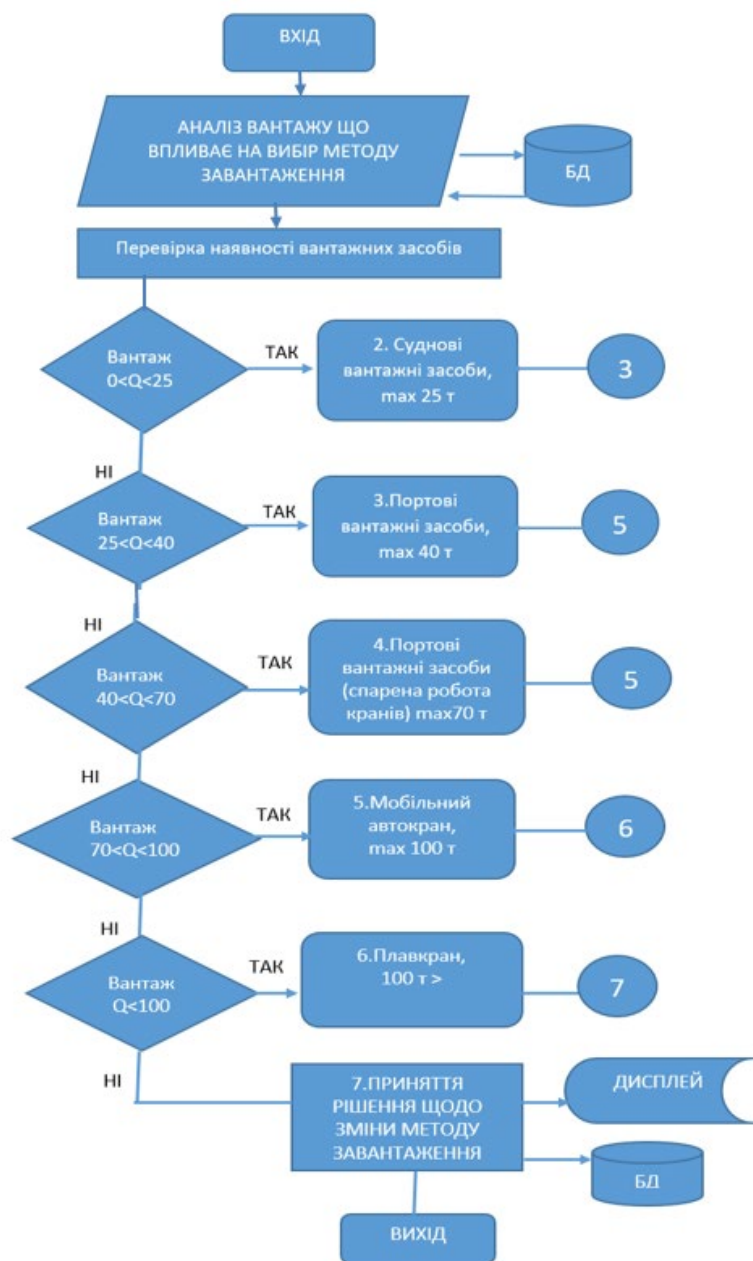 ВХІД
АНАЛІЗ ВАНТАЖУ ЩО
ВПЛИВАЄ НА ВИБІР МЕТОДУ
ЗАВАНТАЖЕННЯ
БД
Перевірка наявності вантажних засобів
Вантаж
0<Q<25
ТАК
2. Суднові
вантажні засоби,
max 25 т
3
НІ
Вантаж
25<Q<40
ТАК
3.Портові
вантажні засоби,
max 40 т
5
НІ
Вантаж
40<Q<70
ТАК
4.Портові
вантажні засоби
(спарена робота
кранів) max70 т
5
НІ
Вантаж
70<Q<100
ТАК
5.Мобільний
автокран,
max 100 т
6
НІ
Вантаж
Q<100
ТАК
6.Плавкран,
100 т >
7
НІ
7.ПРИНЯТТЯ
РІШЕННЯ ЩОДО
ЗМІНИ МЕТОДУ
ЗАВАНТАЖЕННЯ
ДИСПЛЕЙ
БД
ВИХІД